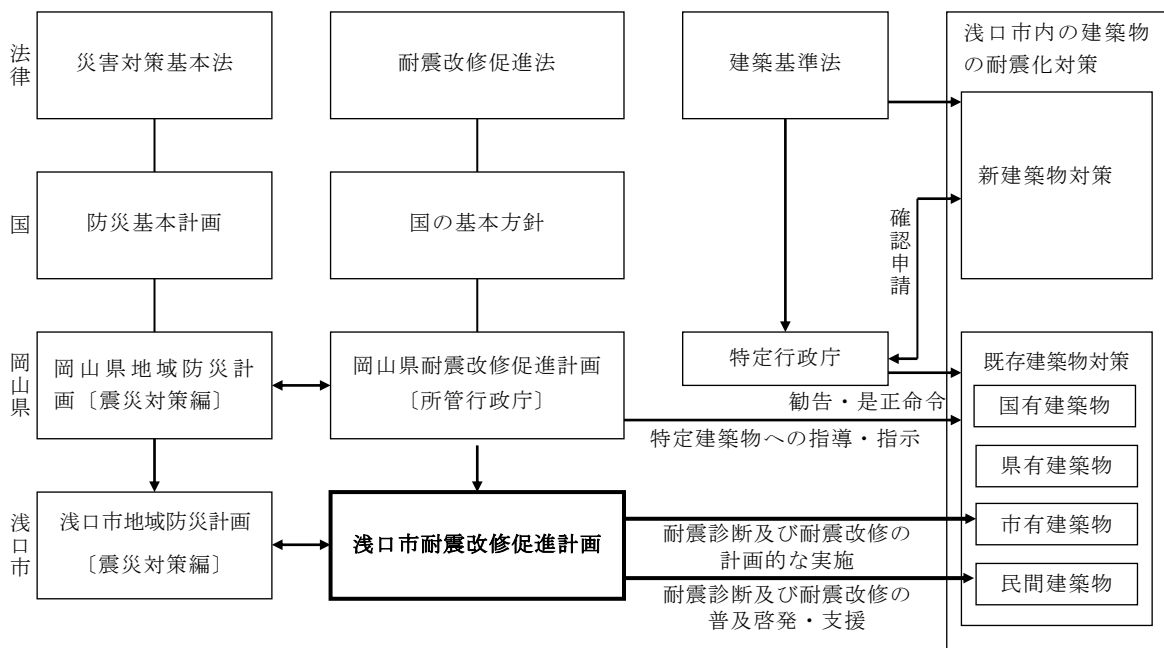 法律
災害対策基本法
耐震改修促進法
建築基準法
浅口市内の建築物
の耐震化対策
新建築物対策
国
防災基本計画
国の基本方針
確認申請
岡山県
岡山県地域防災計
画〔震災対策編〕
岡山県耐震改修促進計画
〔所管行政庁〕
特定行政庁
既存建築物対策
勧告・是正命令
国有建築物
特定建築物への指導・指示
県有建築物
浅口市
浅口市地域防災計画
〔震災対策編〕
浅口市耐震改修促進計画
耐震診断及び耐震改修の
計画的な実施
市有建築物
耐震診断及び耐震改修の
普及啓発・支援
民間建築物